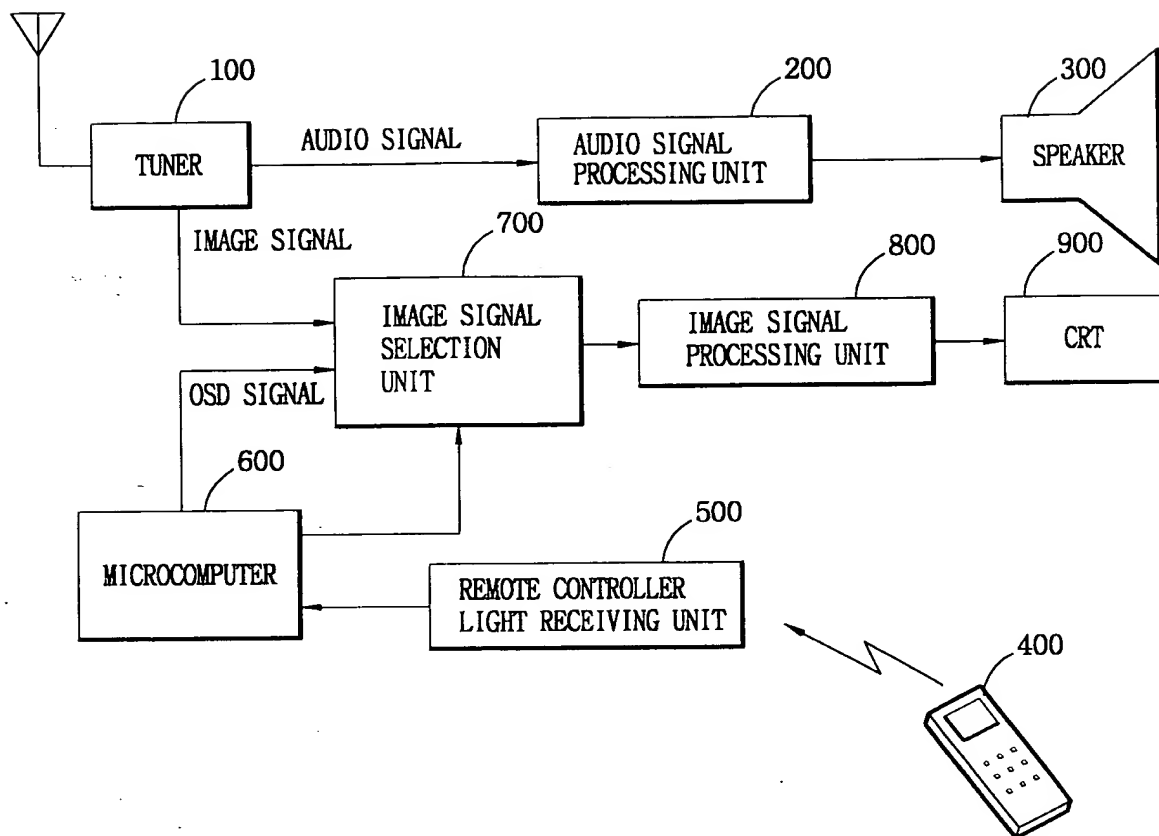 100
200
300
TUNER
AUDIO SIGNAL
AUDIO SIGNAL
PROCESSING UNIT
SPEAKER
IMAGE SIGNAL
700
800
900
IMAGE SIGNAL
SELECTION
UNIT
IMAGE SIGNAL
PROCESSING UNIT
CRT
OSD SIGNAL
600
500
MICROCOMPUTER
REMOTE CONTROLLER
LIGHT RECEIVING UNIT
400